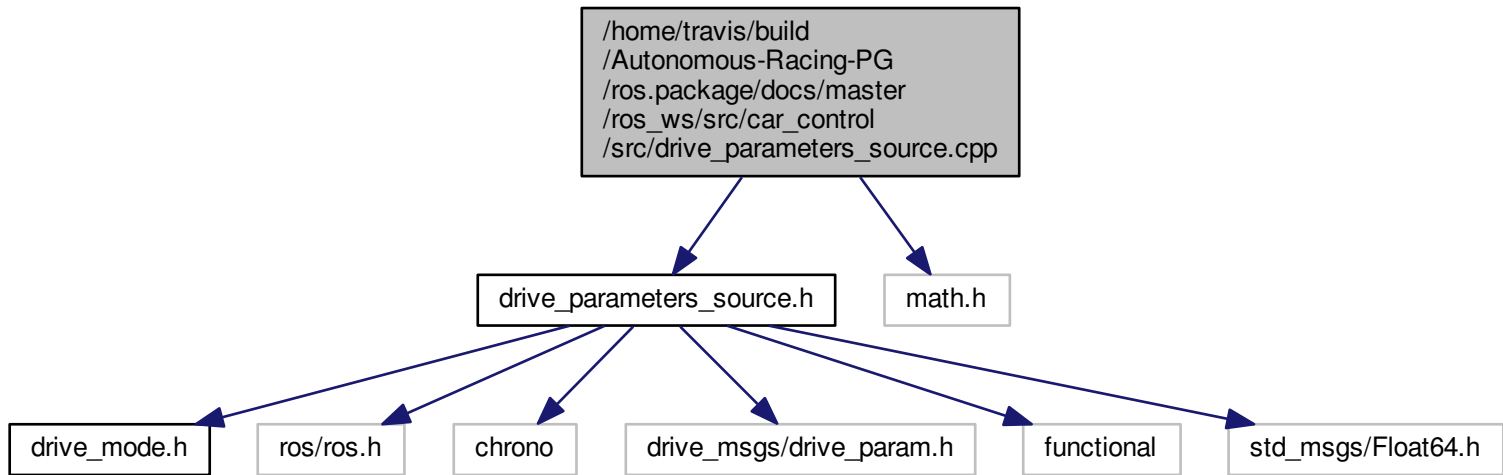 /home/travis/build
/Autonomous-Racing-PG
/ros.package/docs/master
/ros_ws/src/car_control
/src/drive_parameters_source.cpp
drive_parameters_source.h
math.h
drive_mode.h
ros/ros.h
chrono
drive_msgs/drive_param.h
functional
std_msgs/Float64.h